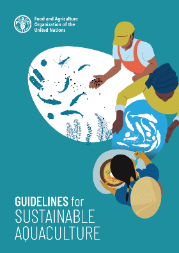 Food and Agriculture
Organization of the
United Nations
GUIDELINES for
SUSTAINABLE
AQUACULTURE